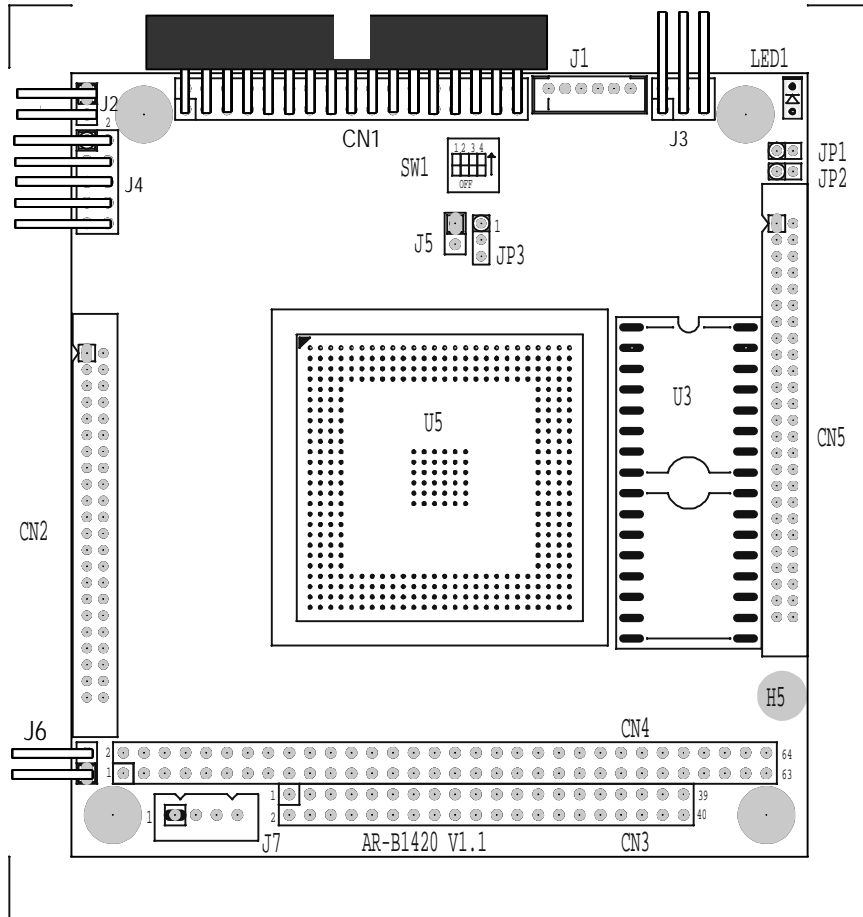 J1
LED1
J2
2
CN1
J3
1 2 3 4
SW1
OFF
JP1
JP2
J4
J5
1
JP3
U3
U5
CN5
CN2
H5
J6
CN4
2
64
1
63
1
39
1
2
40
J7
AR-B1420 V1.1
CN3